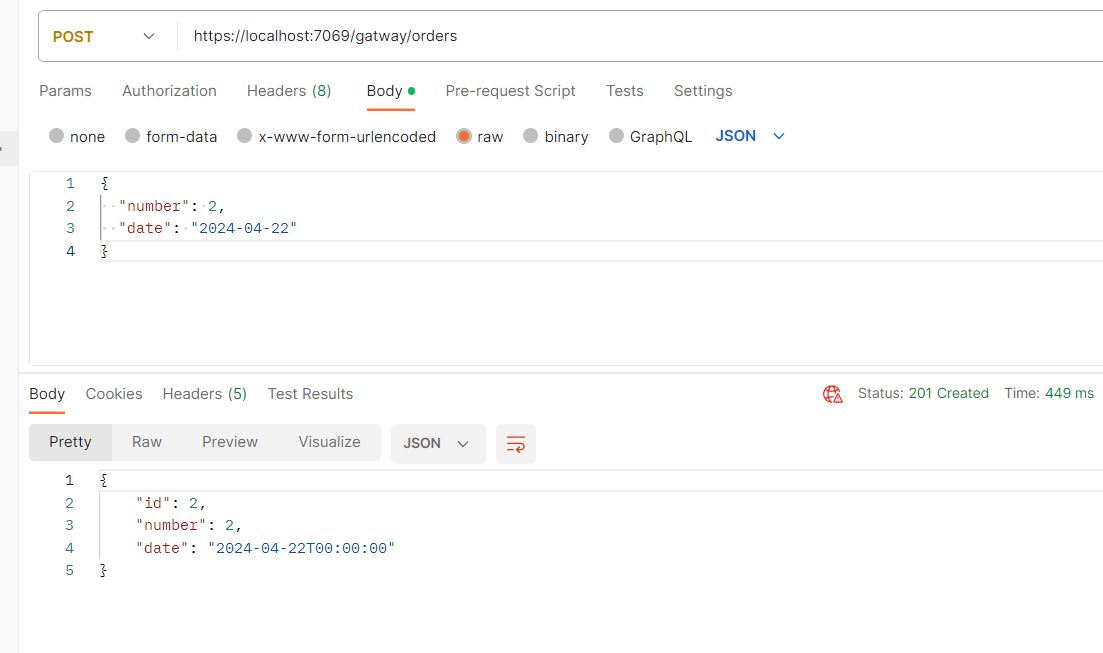 POST https://localhost:7069/gatway/orders
Params Authorization Headers (8) Body Pre-request Script Tests Settings
none form-data x-www-form-urlencoded raw binary GraphQL JSON
1 {
2 "number": 2,
3 "date": "2024-04-22"
4 }
Body Cookies Headers (5) Test Results Status: 201 Created Time: 449 ms
Pretty Raw Preview Visualize JSON
1 {
2 "id": 2,
3 "number": 2,
4 "date": "2024-04-22T00:00:00"
5 }